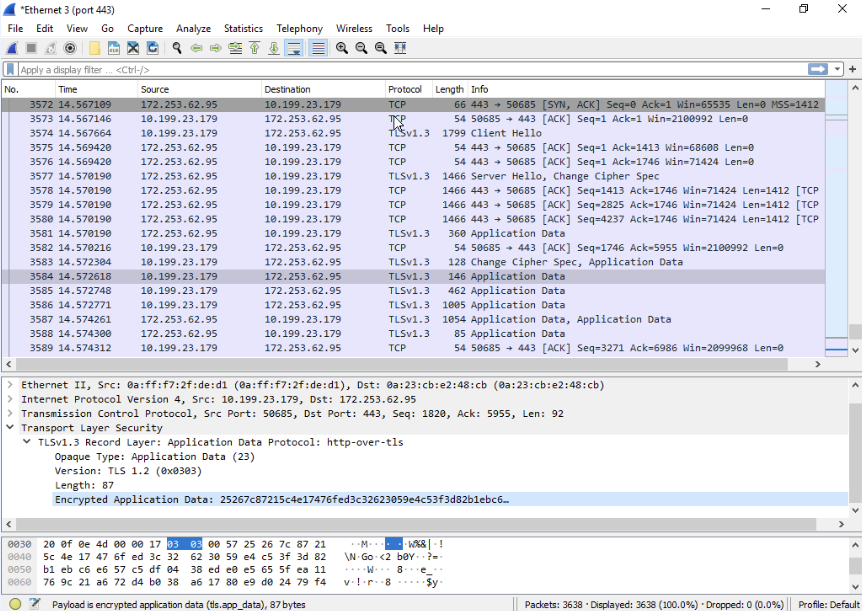 *Ethernet 3 (port 443)
File Edit View Go Capture Analyze Statistics Telephony Wireless Tools Help
Apply a display filter ... <Ctrl-/>
No. Time Source Destination Protocol Length Info
3572 14.567109 172.253.62.95 10.199.23.179 TCP 66 443 → 50685 [SYN, ACK] Seq=0 Ack=1 Win=65535 Len=0 MSS=1412
3573 14.567146 10.199.23.179 172.253.62.95 TCP 54 50685 → 443 [ACK] Seq=1 Ack=1 Win=2100992 Len=0
3574 14.567664 10.199.23.179 172.253.62.95 TLSv1.3 1799 Client Hello
3575 14.569420 172.253.62.95 10.199.23.179 TCP 54 443 → 50685 [ACK] Seq=1 Ack=1413 Win=68608 Len=0
3576 14.569420 172.253.62.95 10.199.23.179 TCP 54 443 → 50685 [ACK] Seq=1 Ack=1746 Win=71424 Len=0
3577 14.570190 172.253.62.95 10.199.23.179 TLSv1.3 1466 Server Hello, Change Cipher Spec
3578 14.570190 172.253.62.95 10.199.23.179 TCP 1466 443 → 50685 [ACK] Seq=1413 Ack=1746 Win=71424 Len=1412 [TCP
3579 14.570190 172.253.62.95 10.199.23.179 TCP 1466 443 → 50685 [ACK] Seq=2825 Ack=1746 Win=71424 Len=1412 [TCP
3580 14.570190 172.253.62.95 10.199.23.179 TCP 1466 443 → 50685 [ACK] Seq=4237 Ack=1746 Win=71424 Len=1412 [TCP
3581 14.570190 172.253.62.95 10.199.23.179 TLSv1.3 360 Application Data
3582 14.570216 10.199.23.179 172.253.62.95 TCP 54 50685 → 443 [ACK] Seq=1746 Ack=5955 Win=2100992 Len=0
3583 14.572304 10.199.23.179 172.253.62.95 TLSv1.3 128 Change Cipher Spec, Application Data
3584 14.572618 10.199.23.179 172.253.62.95 TLSv1.3 146 Application Data
3585 14.572748 10.199.23.179 172.253.62.95 TLSv1.3 462 Application Data
3586 14.572771 10.199.23.179 172.253.62.95 TLSv1.3 1005 Application Data
3587 14.574261 172.253.62.95 10.199.23.179 TLSv1.3 1054 Application Data, Application Data
3588 14.574300 172.253.62.95 10.199.23.179 TLSv1.3 85 Application Data
3589 14.574312 10.199.23.179 172.253.62.95 TCP 54 50685 → 443 [ACK] Seq=3271 Ack=6986 Win=2099968 Len=0
Ethernet II, Src: 0a:ff:f7:2f:de:d1 (0a:ff:f7:2f:de:d1), Dst: 0a:23:cb:e2:48:cb (0a:23:cb:e2:48:cb)
Internet Protocol Version 4, Src: 10.199.23.179, Dst: 172.253.62.95
Transmission Control Protocol, Src Port: 50685, Dst Port: 443, Seq: 1820, Ack: 5955, Len: 92
Transport Layer Security
TLSv1.3 Record Layer: Application Data Protocol: http-over-tls
Opaque Type: Application Data (23)
Version: TLS 1.2 (0x0303)
Length: 87
Encrypted Application Data: 25267c87215c4e17476fed3c32623059e4c53f3d82b1ebc6…
0030 20 0f 0e 4d 00 00 17 03 03 00 57 25 26 7c 87 21 ··M··· · ·W%&|·!
0040 5c 4e 17 47 6f ed 3c 32 62 30 59 e4 c5 3f 3d 82 \N·Go·<2 b0Y··?=·
0050 b1 eb c6 e6 57 c5 df 04 38 ed e0 e5 65 5f ea 11 ····W··· 8···e_··
0060 76 9c 21 a6 72 d4 b0 38 a6 17 80 e9 d0 24 79 f4 v·!·r··8 ·····$y·
Payload is encrypted application data (tls.app_data), 87 bytes Packets: 3638 · Displayed: 3638 (100.0%) · Dropped: 0 (0.0%) Profile: Default